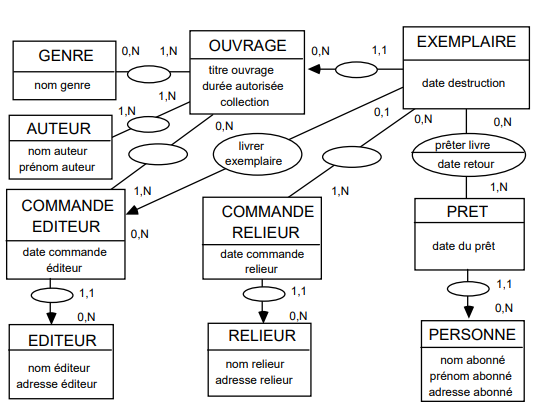 GENRE
nom genre
0,N
1,N
OUVRAGE
titre ouvrage
durée autorisée
collection
0,N
1,1
EXEMPLAIRE
date destruction
AUTEUR
nom auteur
prénom auteur
1,N
1,N
0,N
livrer
exemplaire
0,1
0,N
0,N
prêter livre
date retour
1,N
COMMANDE
EDITEUR
date commande
éditeur
1,N
0,N
COMMANDE
RELIEUR
date commande
relieur
1,N
PRET
date du prêt
1,1
0,N
1,1
0,N
1,1
0,N
EDITEUR
nom éditeur
adresse éditeur
RELIEUR
nom relieur
adresse relieur
PERSONNE
nom abonné
prénom abonné
adresse abonné